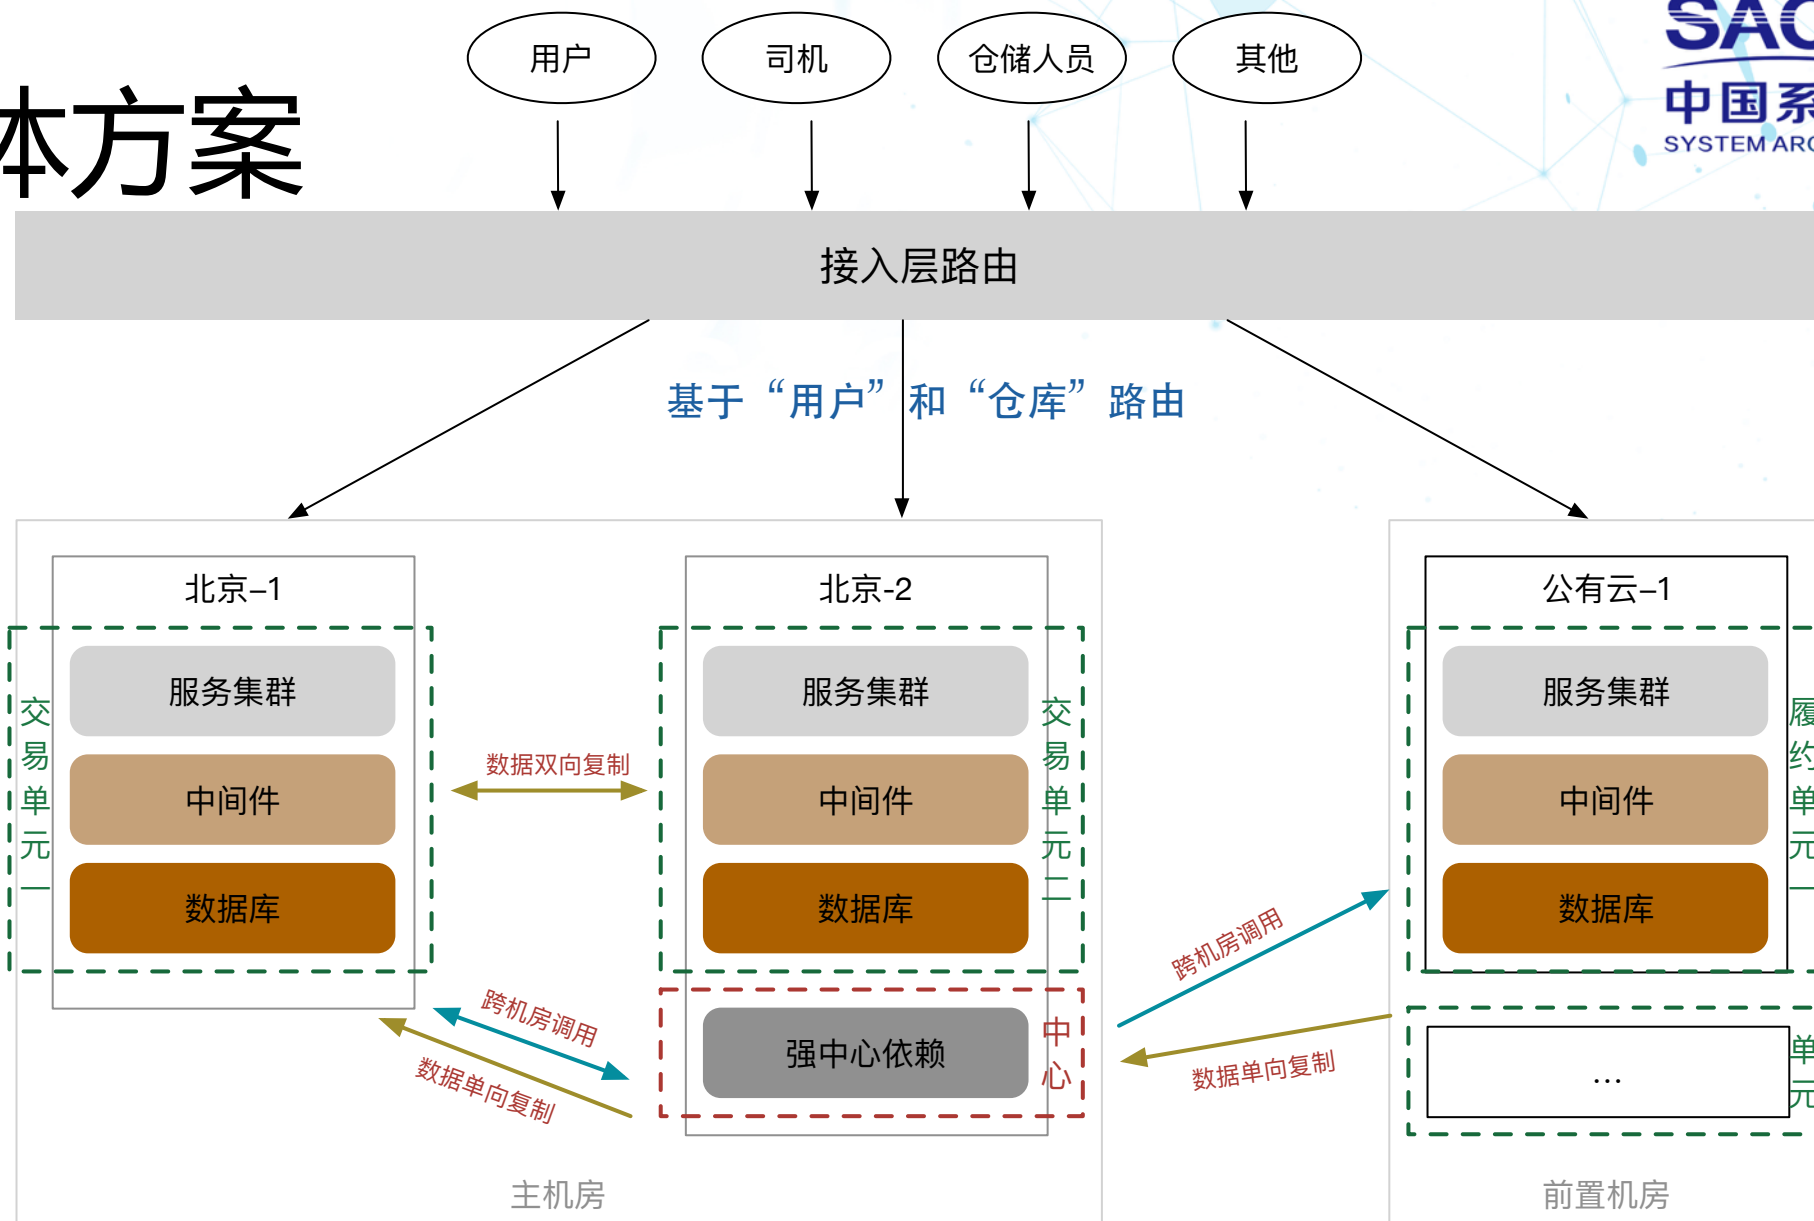 用户
司机
仓储人员
其他
SAC
中国系
SYSTEM ARC
体方案
接入层路由
基于“用户”和“仓库”路由
北京–1
北京-2
公有云–1
服务集群
服务集群
服务集群
交易单元一
交易单元二
履约单元一
数据双向复制
中间件
中间件
中间件
数据库
数据库
数据库
跨机房调用
跨机房调用
数据单向复制
强中心依赖
中心
数据单向复制
...
单元
主机房
前置机房